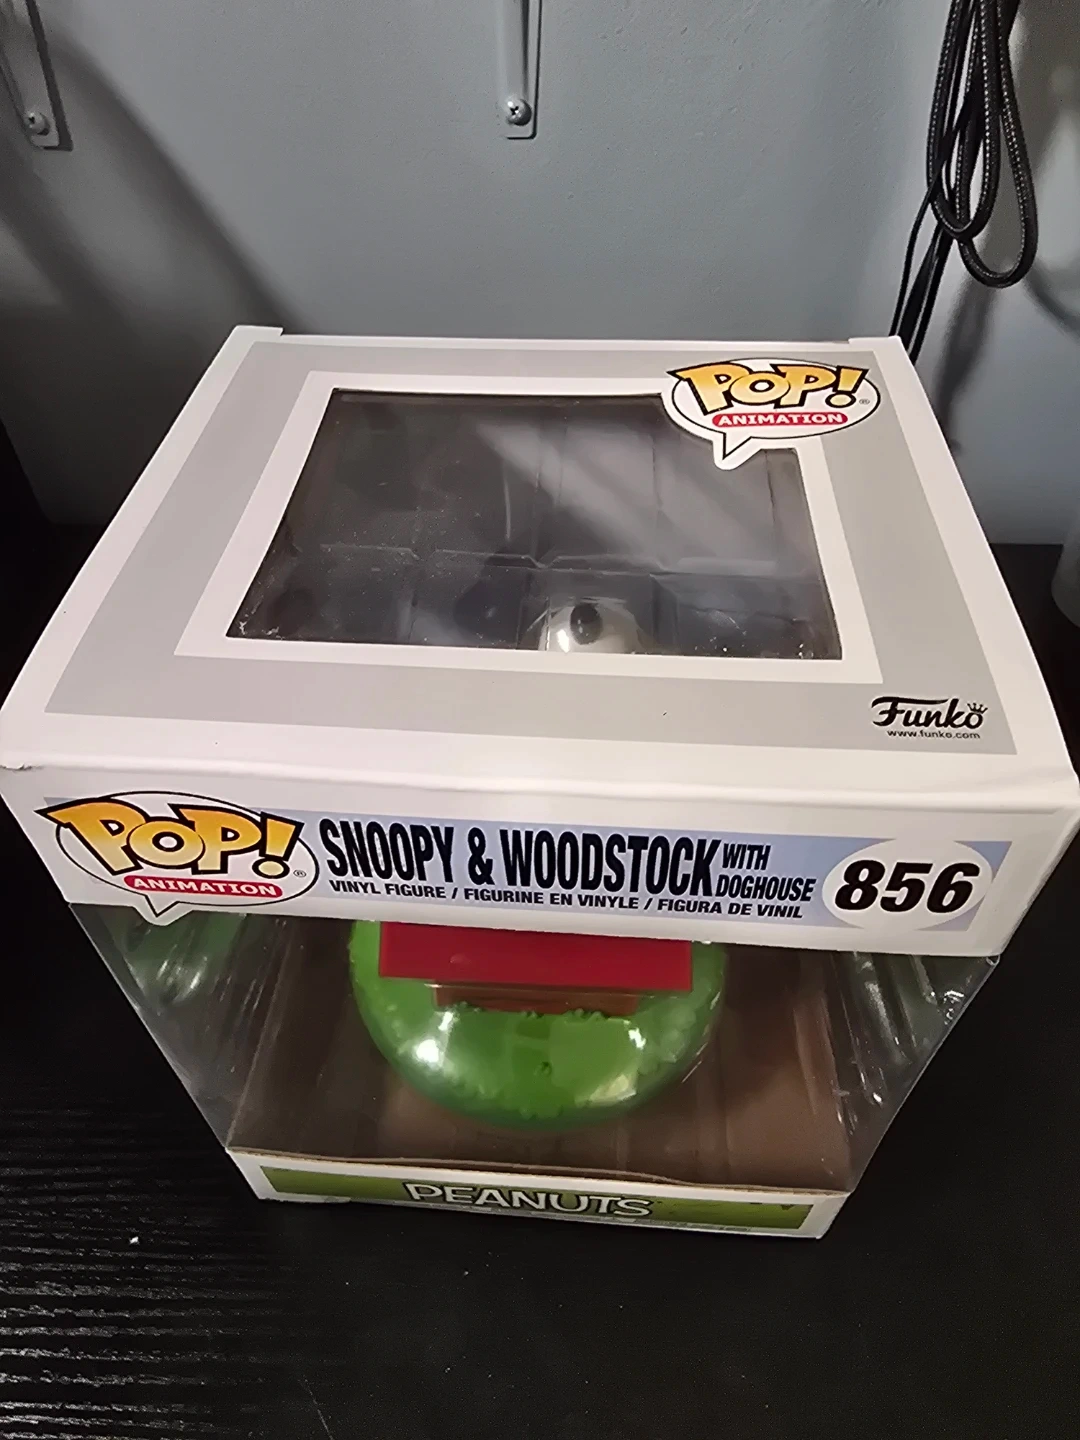 POP!
ANIMATION
Funko
www.funko.com
POP!
ANIMATION
SNOOPY & WOODSTOCK WITH DOGHOUSE
VINYL FIGURE / FIGURINE EN VINYLE / FIGURA DE VINIL
856
PEANUTS